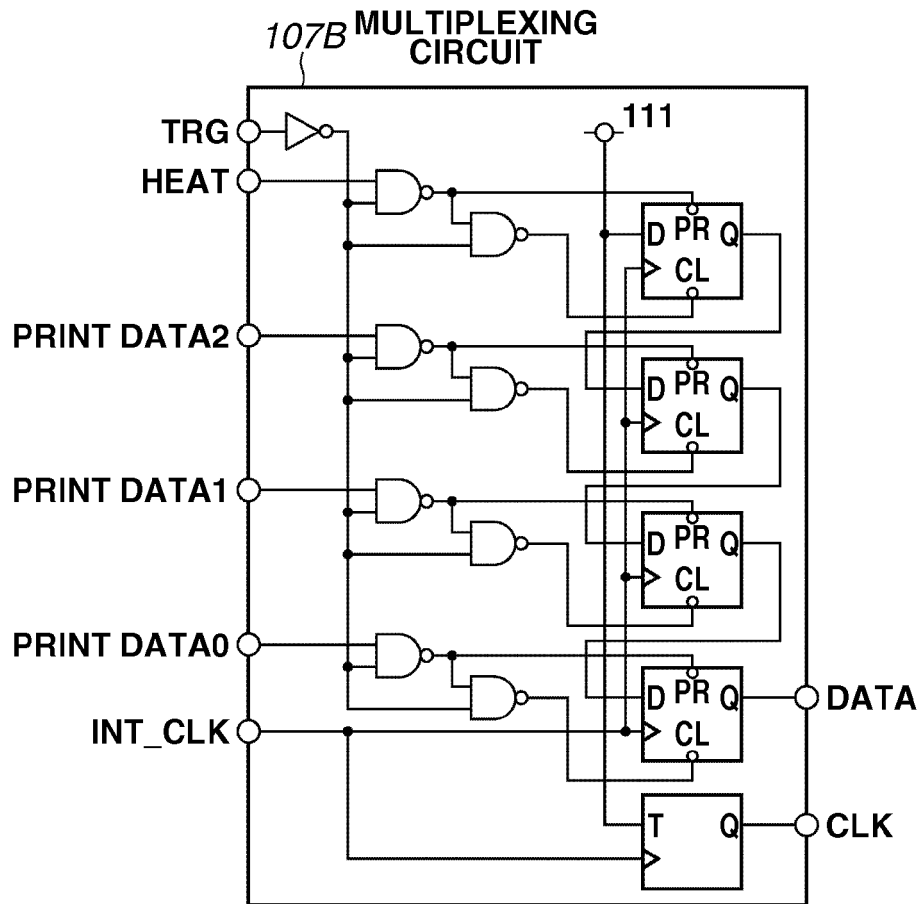 107B
MULTIPLEXING
CIRCUIT
TRG
111
HEAT
D PR Q
CL
PRINT DATA2
D PR Q
CL
PRINT DATA1
D PR Q
CL
PRINT DATA0
D PR Q
DATA
INT_CLK
CL
T Q
CLK